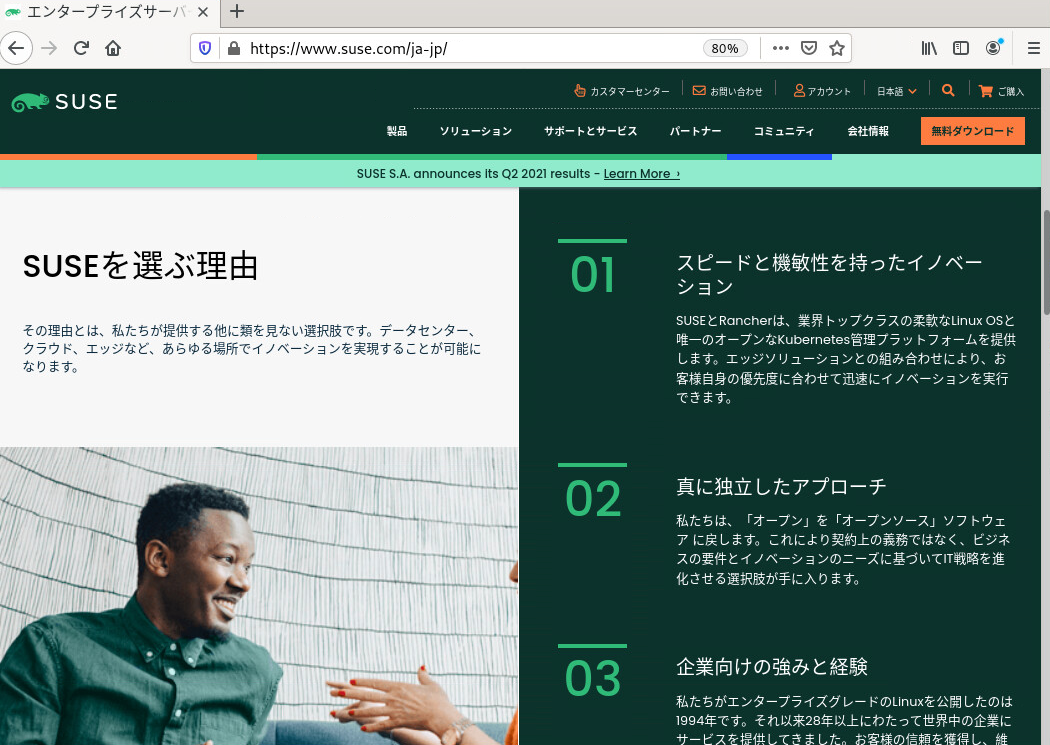 エンタープライズサーバ
https://www.suse.com/ja-jp/
80%
SUSE
カスタマーセンター
お問い合わせ
アカウント
日本語
ご購入
製品
ソリューション
サポートとサービス
パートナー
コミュニティ
会社情報
無料ダウンロード
SUSE S.A. announces its Q2 2021 results - Learn More ›
SUSEを選ぶ理由
その理由とは、私たちが提供する他に類を見ない選択肢です。データセンター、
クラウド、エッジなど、あらゆる場所でイノベーションを実現することが可能に
なります。
01
スピードと機敏性を持ったイノベー
ション
SUSEとRancherは、業界トップクラスの柔軟なLinux OSと
唯一のオープンなKubernetes管理プラットフォームを提供
します。エッジソリューションとの組み合わせにより、お
客様自身の優先度に合わせて迅速にイノベーションを実行
できます。
02
真に独立したアプローチ
私たちは、「オープン」を「オープンソース」ソフトウェ
ア に戻します。これにより契約上の義務ではなく、ビジネ
スの要件とイノベーションのニーズに基づいてIT戦略を進
化させる選択肢が手に入ります。
03
企業向けの強みと経験
私たちがエンタープライズグレードのLinuxを公開したのは
1994年です。それ以来28年以上にわたって世界中の企業に
サービスを提供してきました。お客様の信頼を獲得し、維